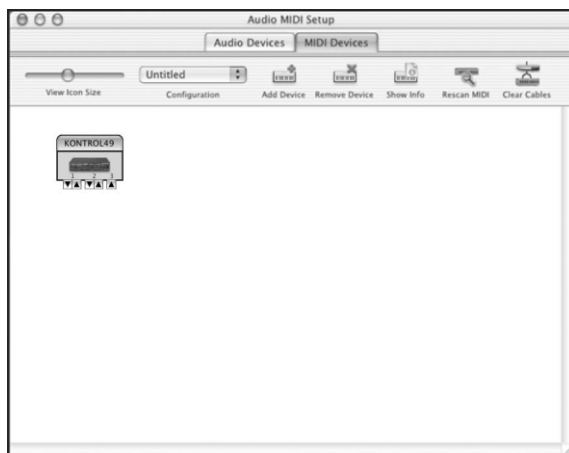 Audio MIDI Setup
Audio Devices MIDI Devices
Untitled
View Icon Size Configuration Add Device Remove Device Show Info Rescan MIDI Clear Cables
KONTROL49
1 2 3